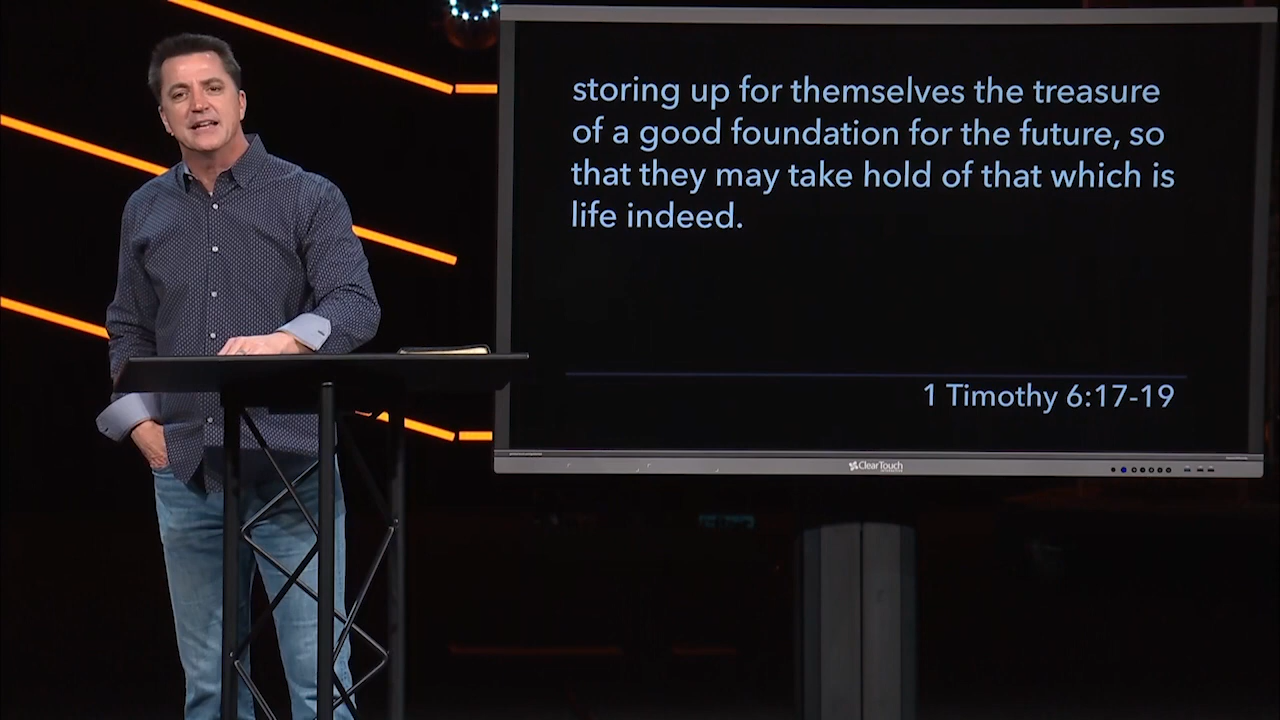 storing up for themselves the treasure
of a good foundation for the future, so
that they may take hold of that which is
life indeed.
1 Timothy 6:17-19
ClearTouch